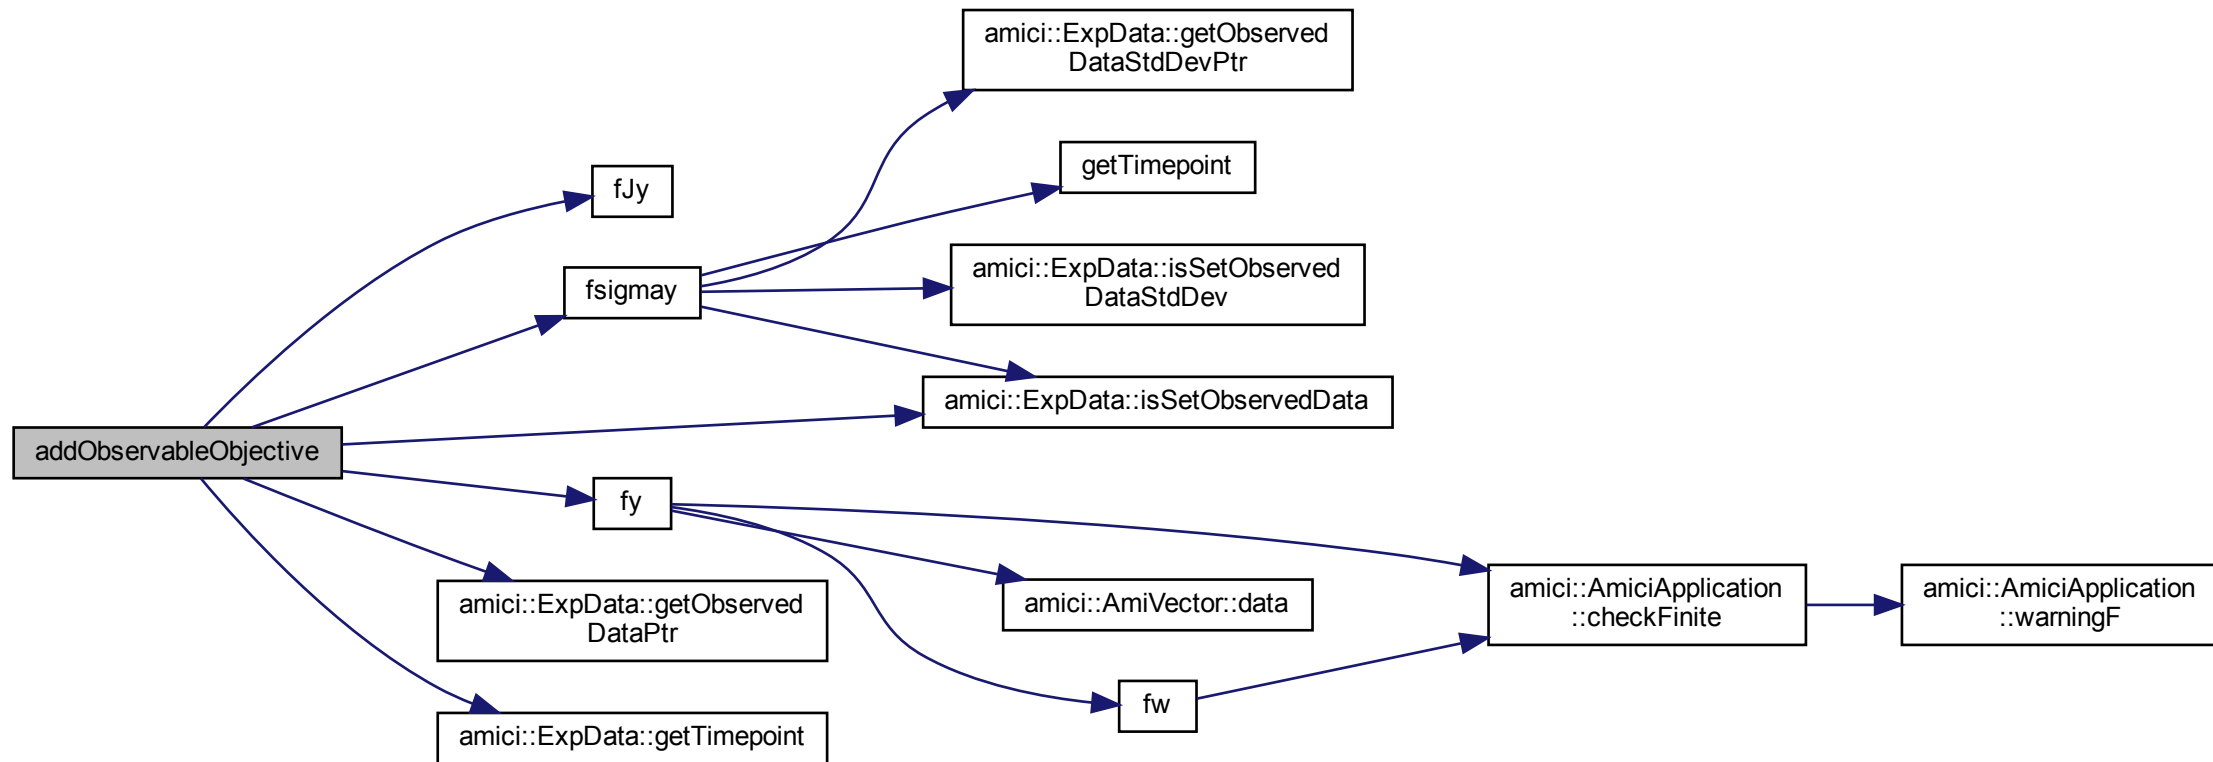 amici::ExpData::getObserved
DataStdDevPtr
getTimepoint
fJy
amici::ExpData::isSetObserved
DataStdDev
fsigmay
amici::ExpData::isSetObservedData
addObservableObjective
fy
amici::AmiciApplication
::checkFinite
amici::AmiciApplication
::warningF
amici::ExpData::getObserved
DataPtr
amici::AmiVector::data
fw
amici::ExpData::getTimepoint